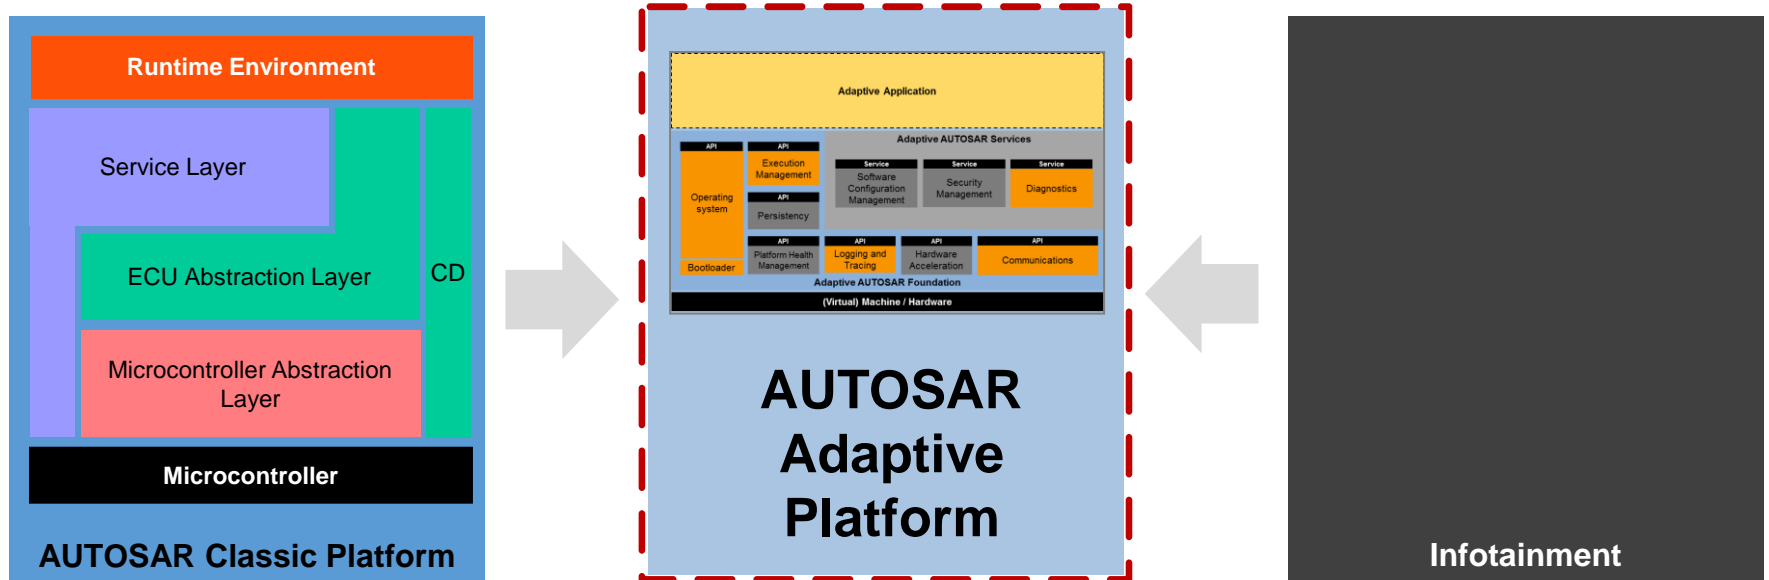 Runtime Environment
Service Layer
ECU Abstraction Layer
CD
Microcontroller Abstraction
Layer
Microcontroller
AUTOSAR Classic Platform
Adaptive Application
Adaptive AUTOSAR Services
API
Operating
system
Bootloader
API
Execution
Management
API
Persistency
Service
Software
Configuration
Management
Service
Security
Management
Service
Diagnostics
API
Platform Health
Management
API
Logging and
Tracing
API
Hardware
Acceleration
API
Communications
Adaptive AUTOSAR Foundation
(Virtual) Machine / Hardware
AUTOSAR
Adaptive
Platform
Infotainment